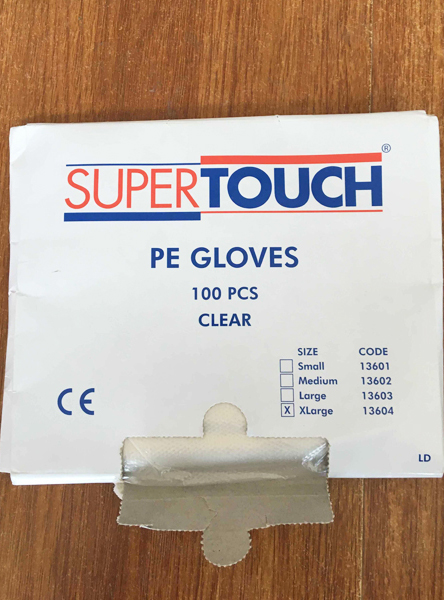 SUPERTOUCH®
PE GLOVES
100 PCS
CLEAR
SIZE CODE
Small 13601
Medium 13602
Large 13603
X XLarge 13604
CE
LD